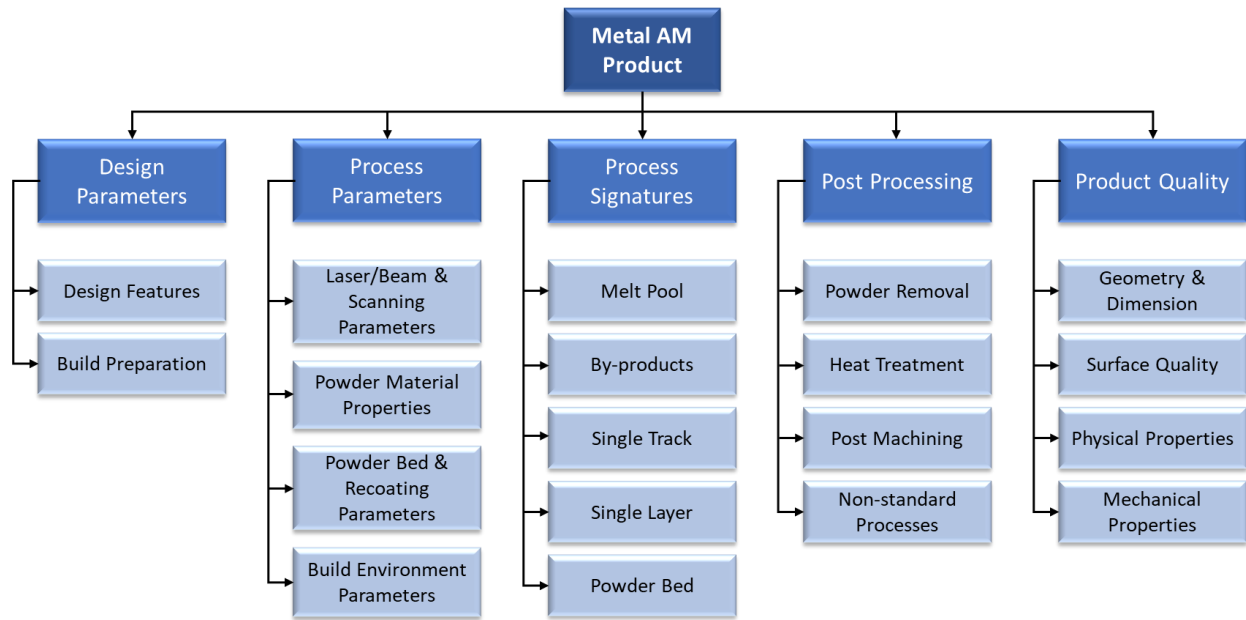 Metal AM
Product
Design
Parameters
Design Features
Build Preparation
Process
Parameters
Laser/Beam &
Scanning
Parameters
Powder Material
Properties
Powder Bed &
Recoating
Parameters
Build Environment
Parameters
Process
Signatures
Melt Pool
By-products
Single Track
Single Layer
Powder Bed
Post Processing
Powder Removal
Heat Treatment
Post Machining
Non-standard
Processes
Product Quality
Geometry &
Dimension
Surface Quality
Physical Properties
Mechanical
Properties